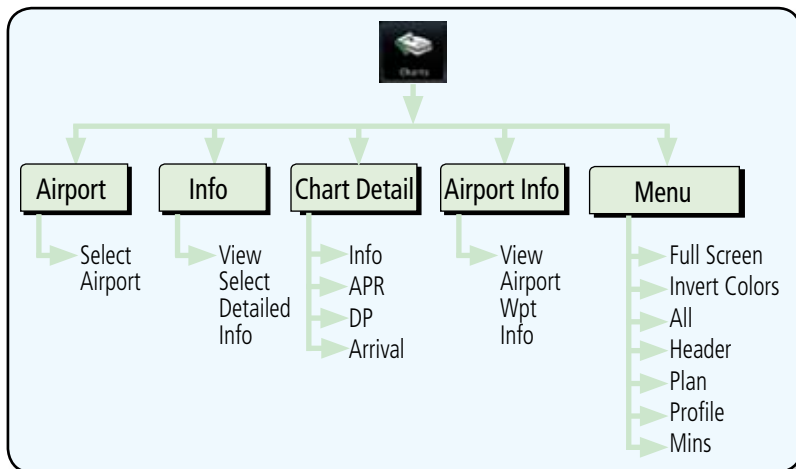 Charts
Airport
Info
Chart Detail
Airport Info
Menu
Select
Airport
View
Select
Detailed
Info
Info
APR
DP
Arrival
View
Airport
Wpt
Info
Full Screen
Invert Colors
All
Header
Plan
Profile
Mins